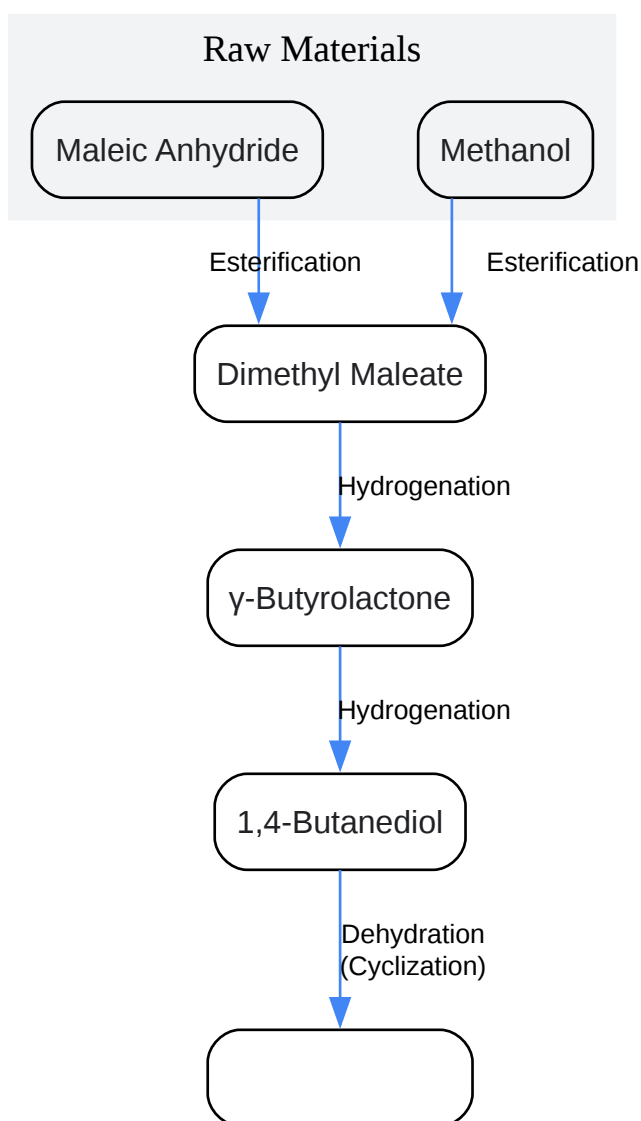 Raw Materials
Maleic Anhydride
Methanol
Esterification
Esterification
Dimethyl Maleate
Hydrogenation
γ-Butyrolactone
Hydrogenation
1,4-Butanediol
Dehydration
(Cyclization)